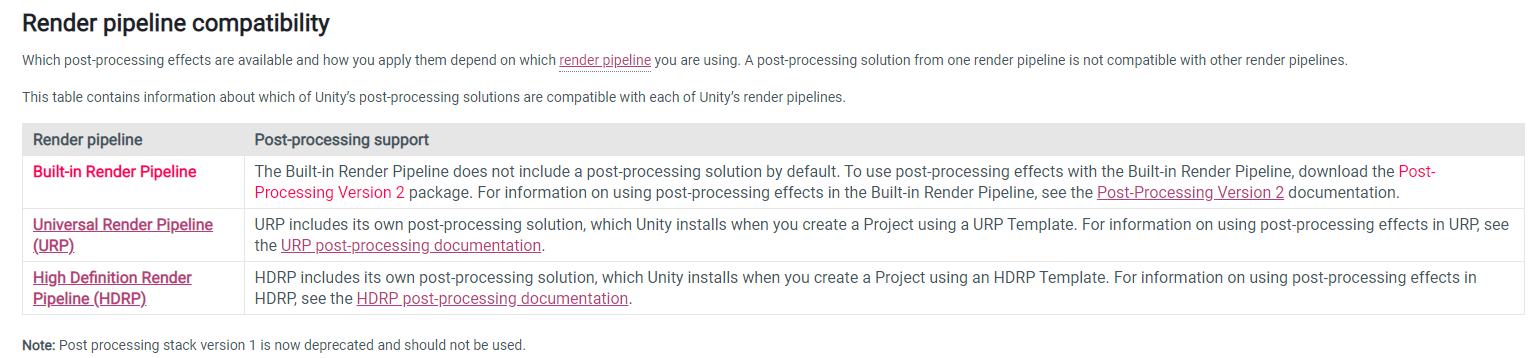 Render pipeline compatibility
Which post-processing effects are available and how you apply them depend on which render pipeline you are using. A post-processing solution from one render pipeline is not compatible with other render pipelines.
This table contains information about which of Unity’s post-processing solutions are compatible with each of Unity’s render pipelines.
Render pipeline Post-processing support
Built-in Render Pipeline
The Built-in Render Pipeline does not include a post-processing solution by default. To use post-processing effects with the Built-in Render Pipeline, download the Post-
Processing Version 2 package. For information on using post-processing effects in the Built-in Render Pipeline, see the Post-Processing Version 2 documentation.
Universal Render Pipeline
(URP)
URP includes its own post-processing solution, which Unity installs when you create a Project using a URP Template. For information on using post-processing effects in URP, see
the URP post-processing documentation.
High Definition Render
Pipeline (HDRP)
HDRP includes its own post-processing solution, which Unity installs when you create a Project using an HDRP Template. For information on using post-processing effects in
HDRP, see the HDRP post-processing documentation.
Note: Post processing stack version 1 is now deprecated and should not be used.